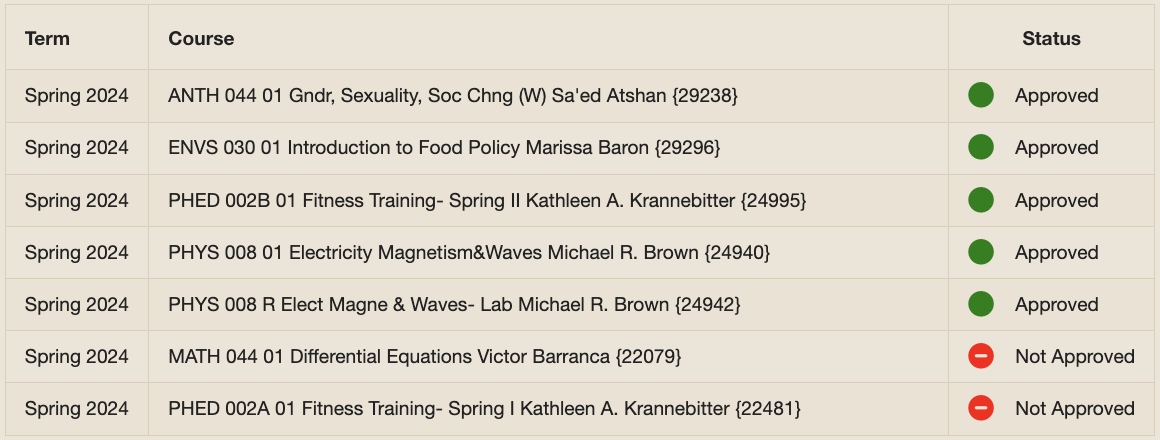 Term Course Status
Spring 2024 ANTH 044 01 Gndr, Sexuality, Soc Chng (W) Sa'ed Atshan {29238} Approved
Spring 2024 ENVS 030 01 Introduction to Food Policy Marissa Baron {29296} Approved
Spring 2024 PHED 002B 01 Fitness Training- Spring II Kathleen A. Krannebitter {24995} Approved
Spring 2024 PHYS 008 01 Electricity Magnetism&Waves Michael R. Brown {24940} Approved
Spring 2024 PHYS 008 R Elect Magne & Waves- Lab Michael R. Brown {24942} Approved
Spring 2024 MATH 044 01 Differential Equations Victor Barranca {22079} Not Approved
Spring 2024 PHED 002A 01 Fitness Training- Spring I Kathleen A. Krannebitter {22481} Not Approved